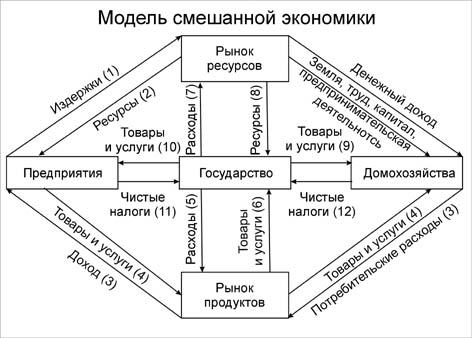 Модель смешанной экономики
Рынок
ресурсов
Издержки (1)
Ресурсы (2)
Расходы (7)
Ресурсы (8)
Денежный доход
Земля, труд, капитал,
предпринимательская
деятельнотсь
Товары
и услуги (10)
Товары
и услуги (9)
Предприятия
Государство
Домохозяйства
Чистые
налоги (11)
Чистые
налоги (12)
Расходы (5)
Товары
и услуги (6)
Товары и услуги (4)
Доход (3)
Товары и услуги (4)
Потребительские расходы (3)
Рынок
продуктов